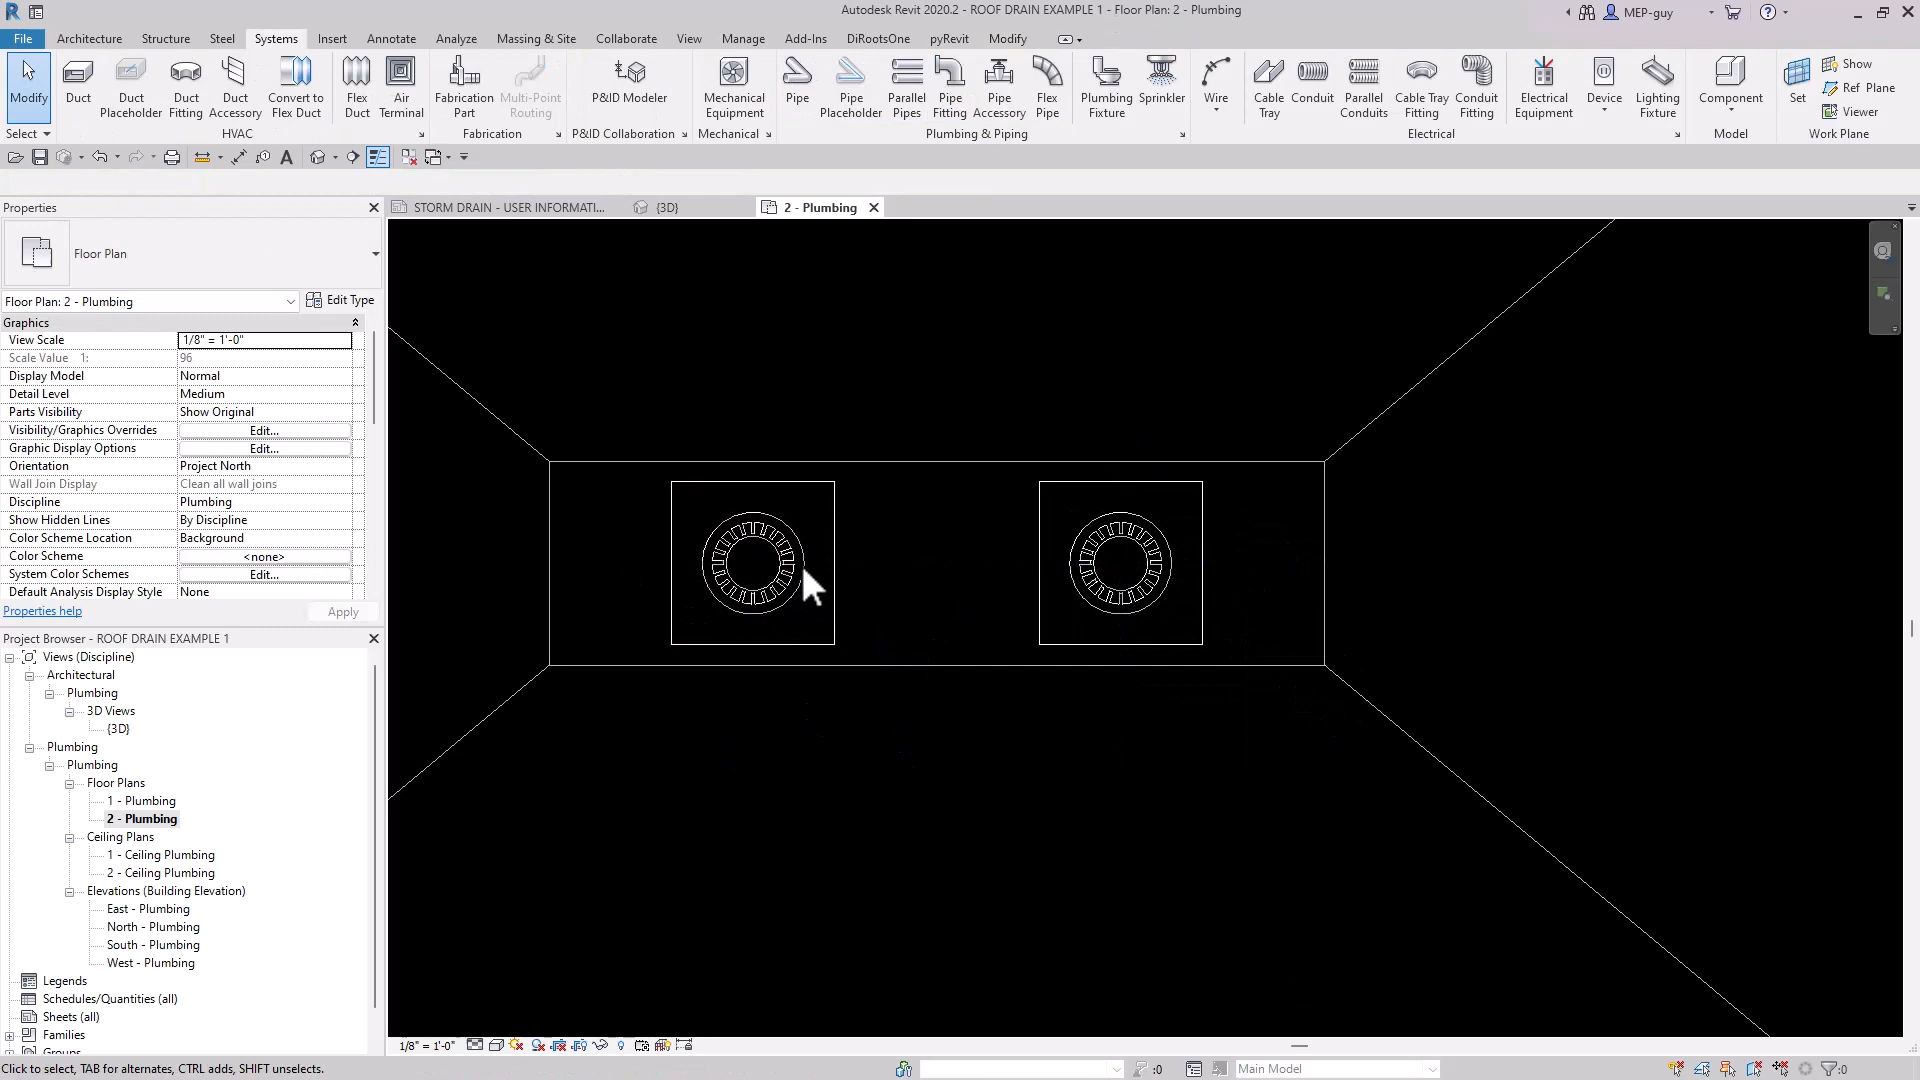 Autodesk Revit 2020.2 - ROOF DRAIN EXAMPLE 1 - Floor Plan: 2 - Plumbing
MEP-guy
File Architecture Structure Steel Systems Insert Annotate Analyze Massing & Site Collaborate View Manage Add-Ins DiRootsOne pyRevit Modify
Modify
Duct
Duct Placeholder
Duct Fitting
Duct Accessory
Convert to Flex Duct
Flex Duct
Air Terminal
Fabrication Part
Multi-Point Routing
P&ID Modeler
Mechanical Equipment
Pipe
Pipe Placeholder
Parallel Pipes
Pipe Fitting
Pipe Accessory
Flex Pipe
Plumbing Fixture
Sprinkler
Wire
Cable Tray
Conduit
Parallel Conduits
Cable Tray Fitting
Conduit Fitting
Electrical Equipment
Device
Lighting Fixture
Component
Set
Show
Ref Plane
Viewer
Select HVAC Fabrication P&ID Collaboration Mechanical Plumbing & Piping Electrical Model Work Plane
Properties
STORM DRAIN - USER INFORMATI... {3D} 2 - Plumbing
Floor Plan
Floor Plan: 2 - Plumbing Edit Type
Graphics
View Scale 1/8" = 1'-0"
Scale Value 1: 96
Display Model Normal
Detail Level Medium
Parts Visibility Show Original
Visibility/Graphics Overrides Edit...
Graphic Display Options Edit...
Orientation Project North
Wall Join Display Clean all wall joins
Discipline Plumbing
Show Hidden Lines By Discipline
Color Scheme Location Background
Color Scheme <none>
System Color Schemes Edit...
Default Analysis Display Style None
Properties help Apply
Project Browser - ROOF DRAIN EXAMPLE 1
Views (Discipline)
Architectural
Plumbing
3D Views
{3D}
Plumbing
Plumbing
Floor Plans
1 - Plumbing
2 - Plumbing
Ceiling Plans
1 - Ceiling Plumbing
2 - Ceiling Plumbing
Elevations (Building Elevation)
East - Plumbing
North - Plumbing
South - Plumbing
West - Plumbing
Legends
Schedules/Quantities (all)
Sheets (all)
Families
Groups
1/8" = 1'-0"
Click to select, TAB for alternates, CTRL adds, SHIFT unselects.
:0
Main Model
:0